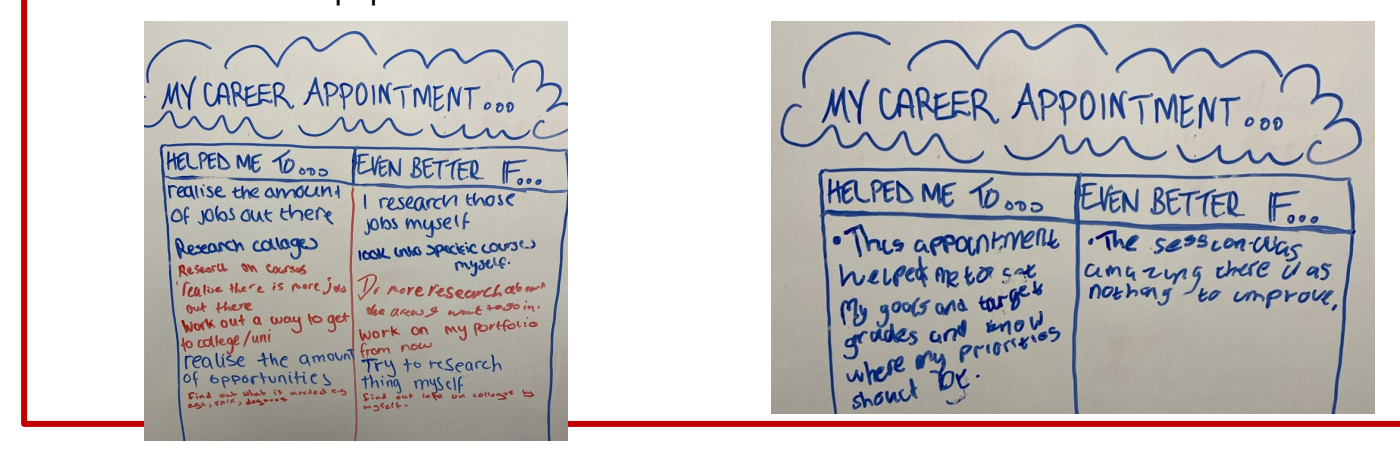 MY CAREER APPOINTMENT...
HELPED ME TO...
realise the amount
of jobs out there
Research collages
Research on courses
realise there is more jobs
out there
Work out a way to get
to college/uni
realise the amount
of opportunities
find out what is needed e.g
age, skill,
EVEN BETTER IF...
I research those
jobs myself
look into specific courses
myself.
Do more research about
the areas I want to go in.
work on my portfolio
from now
Try to research
thing myself
find out info on colleges by
myself.
MY CAREER APPOINTMENT...
HELPED ME TO...
• This appointment
helped me to set
My goals and target
grades and know
where my priorities
shoud be.
EVEN BETTER IF...
• The session was
amazing there was
nothing to improve,